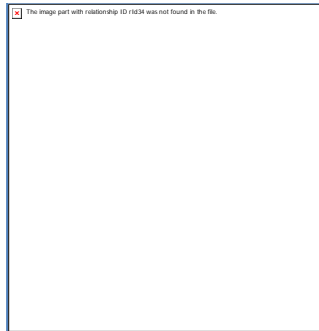 The image part with relationship ID rId34 was not found in the file.